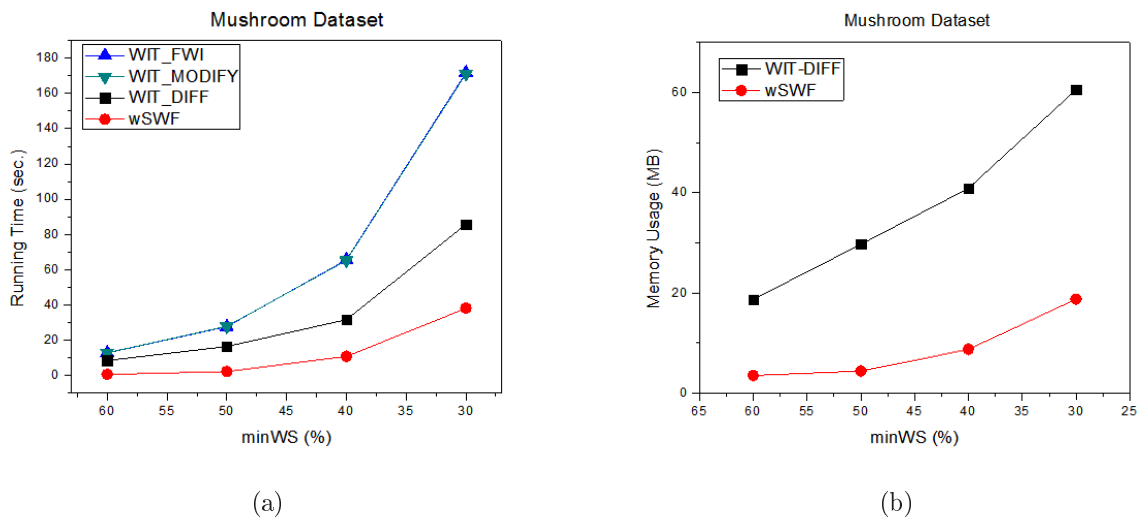 Mushroom Dataset
WIT_FWI
WIT_MODIFY
WIT_DIFF
wSWF
Running Time (sec.)
180
160
140
120
100
80
60
40
20
0
60
55
50
45
40
35
30
minWS (%)
(a)
Mushroom Dataset
WIT-DIFF
wSWF
Memory Usage (MB)
60
40
20
0
65
60
55
50
45
40
35
30
25
minWS (%)
(b)